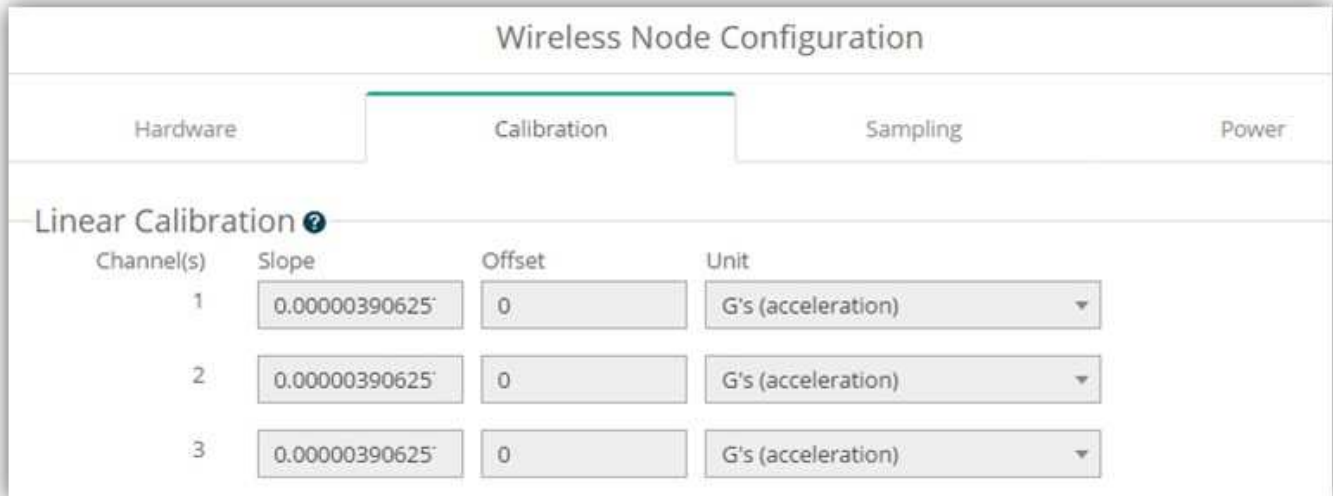 Wireless Node Configuration
Hardware Calibration Sampling Power
Linear Calibration ?
Channel(s) Slope Offset Unit
1 0.00000390625 0 G's (acceleration)
2 0.00000390625 0 G's (acceleration)
3 0.00000390625 0 G's (acceleration)